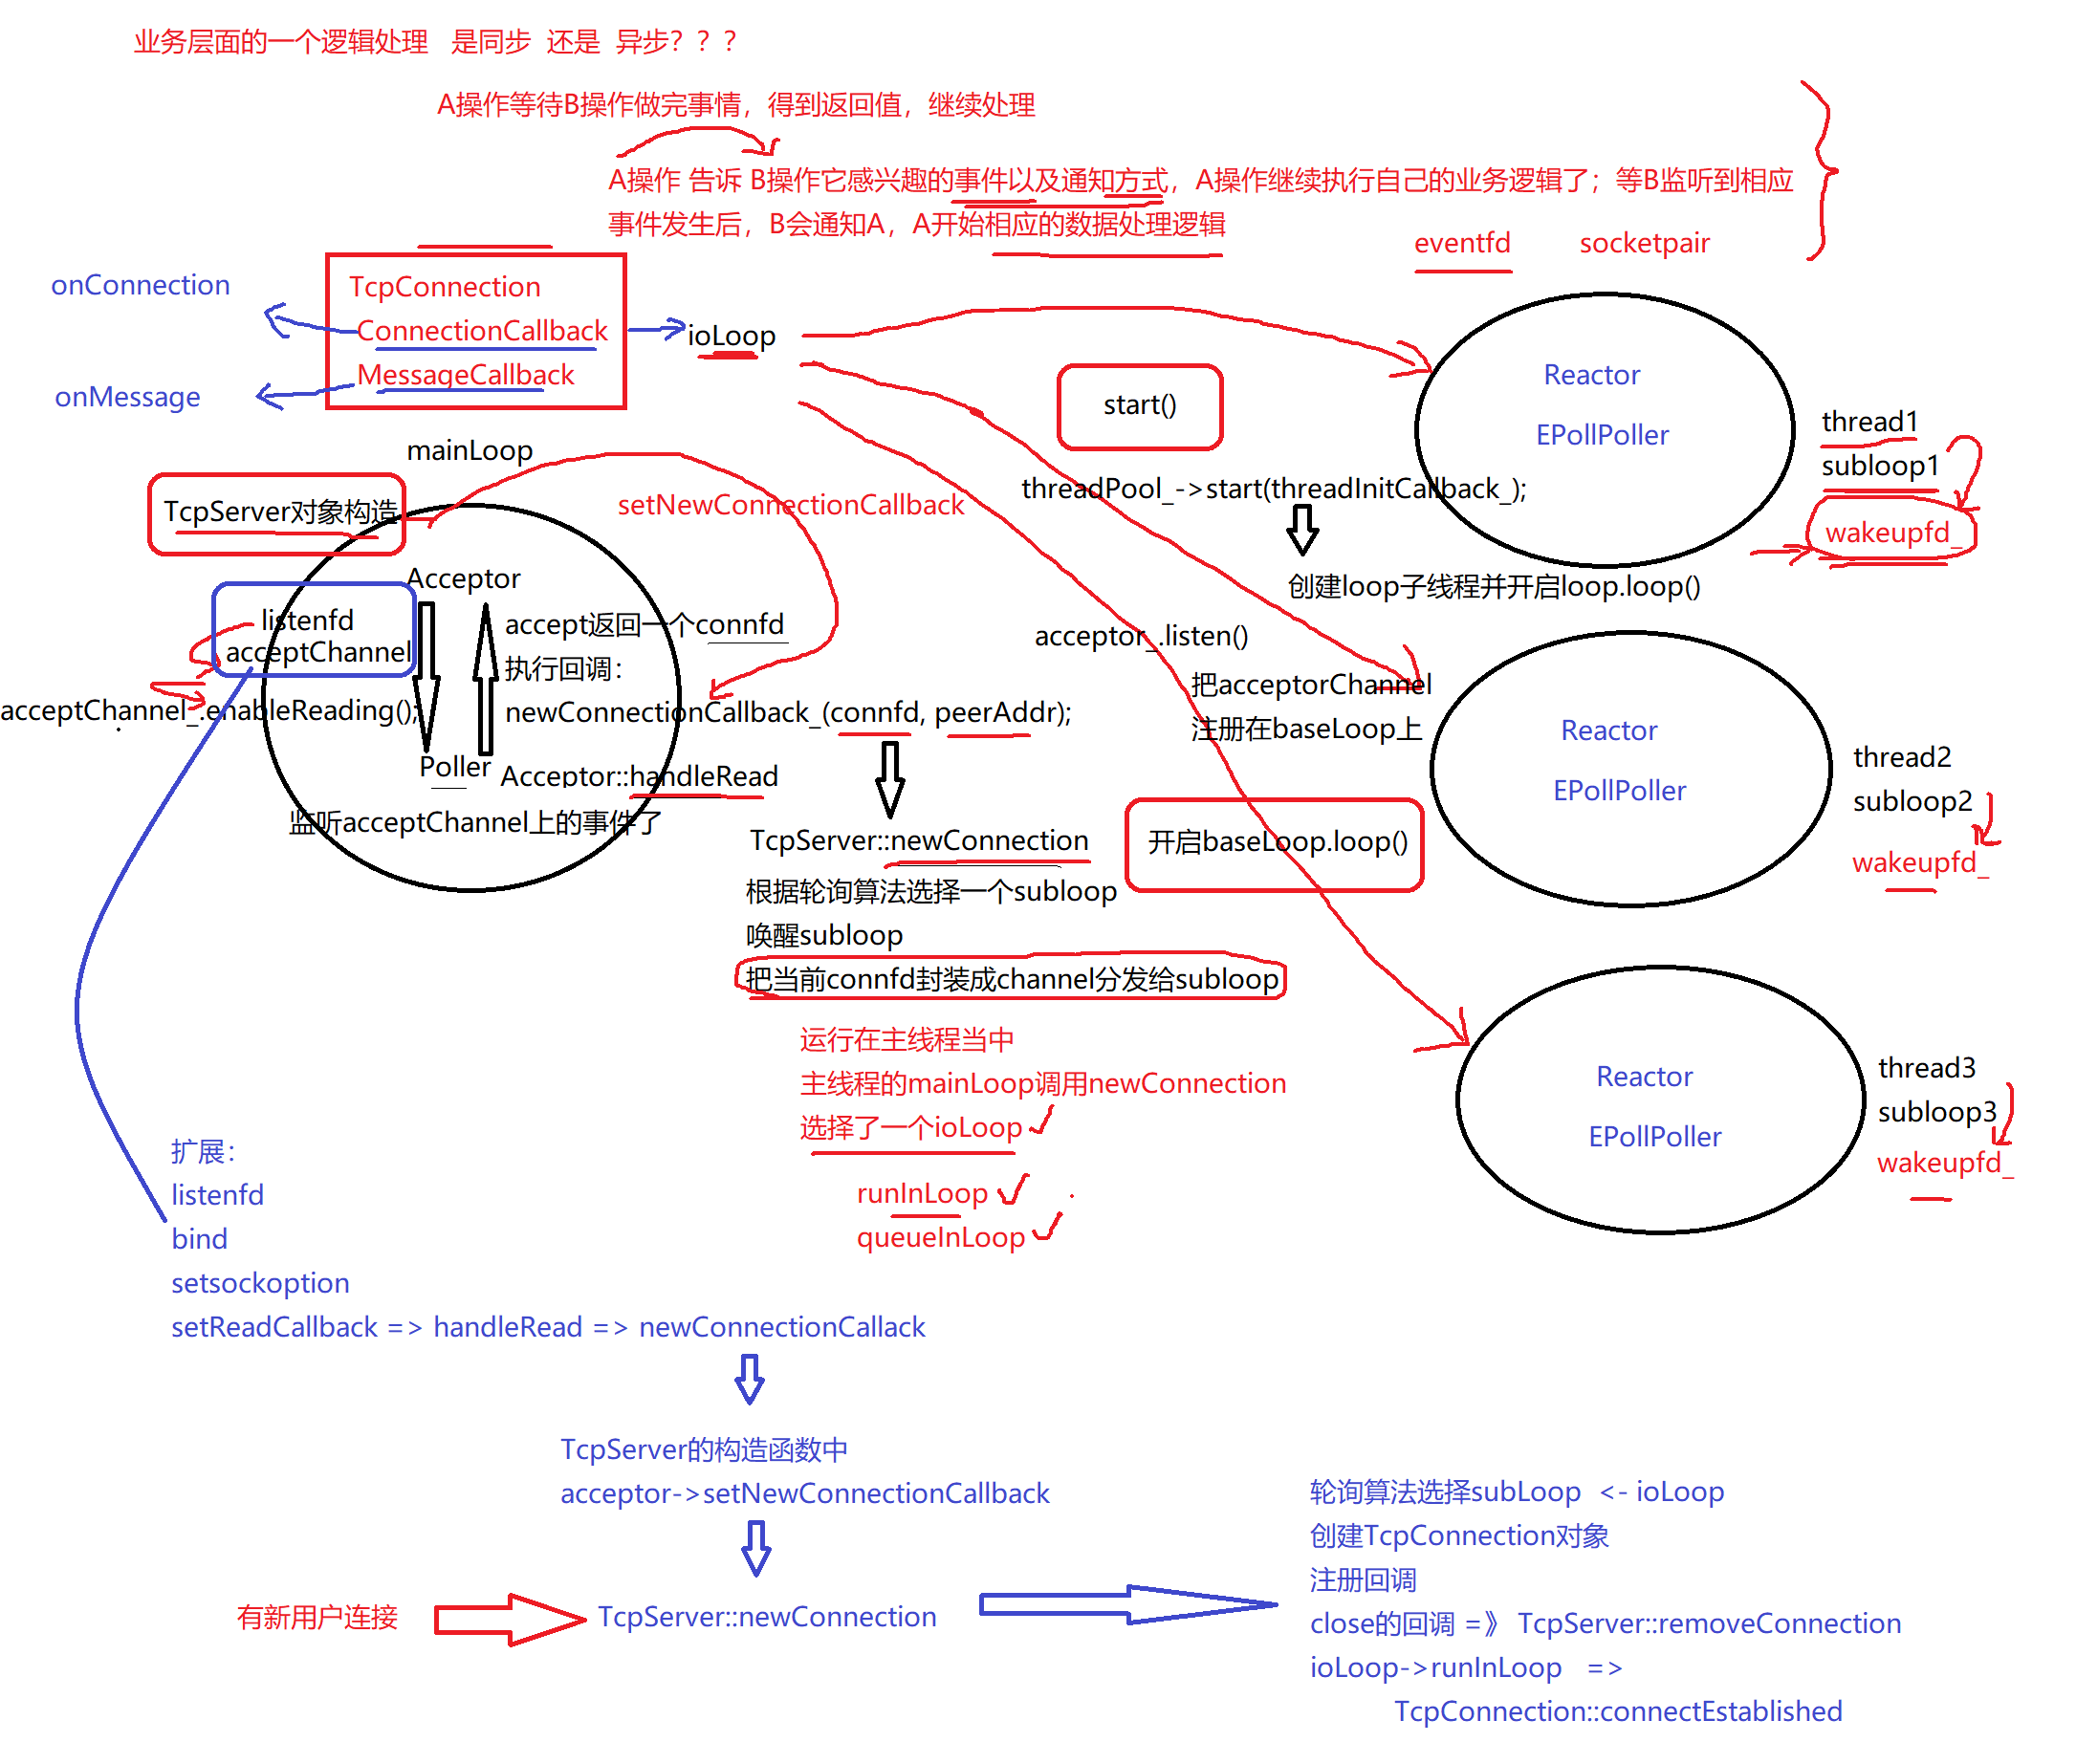 业务层面的一个逻辑处理 是同步 还是 异步？？？
A操作等待B操作做完事情，得到返回值，继续处理
A操作 告诉 B操作它感兴趣的事件以及通知方式，A操作继续执行自己的业务逻辑了；等B监听到相应
事件发生后，B会通知A，A开始相应的数据处理逻辑
eventfd socketpair
onConnection
TcpConnection
ConnectionCallback
MessageCallback
onMessage
ioLoop
start()
Reactor
EPollPoller
thread1
subloop1
wakeupfd_
mainLoop
TcpServer对象构造
setNewConnectionCallback
threadPool_->start(threadInitCallback_);
创建loop子线程并开启loop.loop()
Acceptor
listenfd
acceptChannel
acceptChannel_.enableReading();
accept返回一个connfd
执行回调：
newConnectionCallback_(connfd, peerAddr);
Poller
Acceptor::handleRead
监听acceptChannel上的事件了
acceptor_.listen()
把acceptorChannel
注册在baseLoop上
Reactor
EPollPoller
thread2
subloop2
wakeupfd_
TcpServer::newConnection
根据轮询算法选择一个subloop
唤醒subloop
把当前connfd封装成channel分发给subloop
开启baseLoop.loop()
运行在主线程当中
主线程的mainLoop调用newConnection
选择了一个ioLoop
runInLoop
queueInLoop
Reactor
EPollPoller
thread3
subloop3
wakeupfd_
扩展：
listenfd
bind
setsockoption
setReadCallback => handleRead => newConnectionCallack
TcpServer的构造函数中
acceptor->setNewConnectionCallback
有新用户连接
TcpServer::newConnection
轮询算法选择subLoop <- ioLoop
创建TcpConnection对象
注册回调
close的回调 =》 TcpServer::removeConnection
ioLoop->runInLoop =>
TcpConnection::connectEstablished